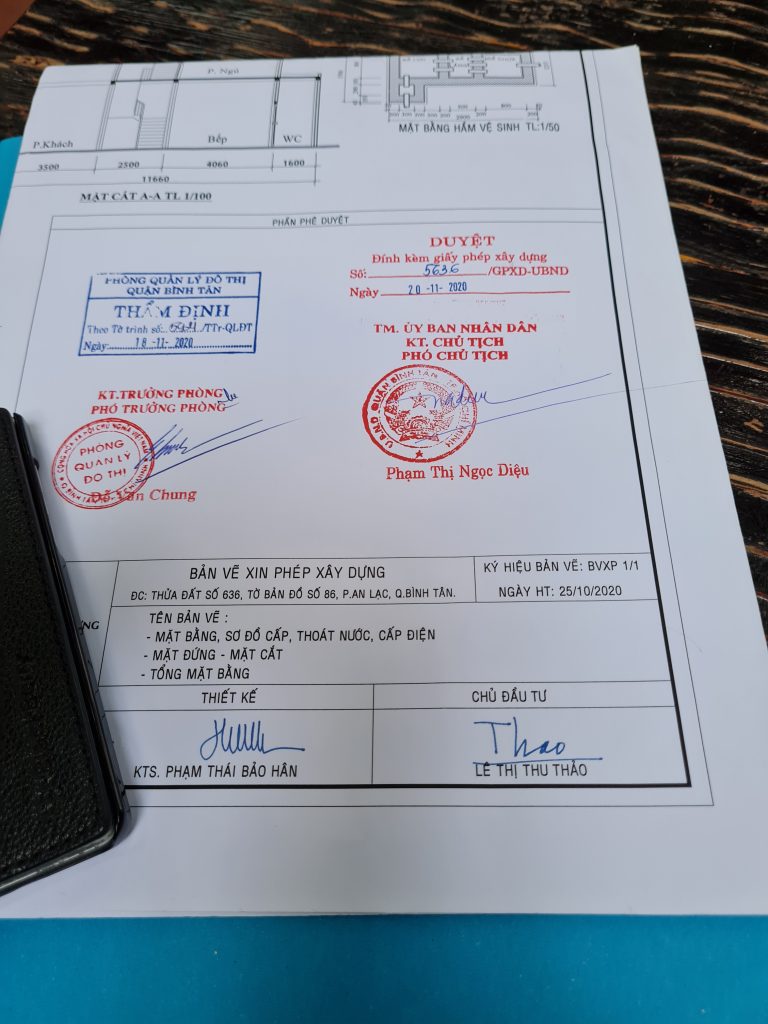 P. Ngủ
P.Khách
Bếp
WC
3500
2500
4060
1600
11660
MẶT CẮT A-A TL 1/100
MẶT BẰNG HẦM VỆ SINH TL:1/50
PHẦN PHÊ DUYỆT
PHÒNG QUẢN LÝ ĐÔ THỊ
QUẬN BÌNH TÂN
THẨM ĐỊNH
Theo Tờ trình số: /TTr-QLĐT
Ngày: 18 -11- 2020
KT.TRƯỞNG PHÒNG
PHÓ TRƯỞNG PHÒNG
PHÒNG
QUẢN LÝ
ĐÔ THỊ
Đỗ Tấn Chung
DUYỆT
Đính kèm giấy phép xây dựng
Số: 5636 /GPXD-UBND
Ngày 20 -11- 2020
TM. ỦY BAN NHÂN DÂN
KT. CHỦ TỊCH
PHÓ CHỦ TỊCH
Phạm Thị Ngọc Diệu
BẢN VẼ XIN PHÉP XÂY DỰNG
ĐC: THỬA ĐẤT SỐ 636, TỜ BẢN ĐỒ SỐ 86, P.AN LẠC, Q.BÌNH TÂN.
KÝ HIỆU BẢN VẼ: BVXP 1/1
NGÀY HT: 25/10/2020
TÊN BẢN VẼ :
- MẶT BẰNG, SƠ ĐỒ CẤP, THOÁT NƯỚC, CẤP ĐIỆN
- MẶT ĐỨNG - MẶT CẮT
- TỔNG MẶT BẰNG
THIẾT KẾ
CHỦ ĐẦU TƯ
Thao
KTS. PHẠM THÁI BẢO HÂN
LÊ THỊ THU THẢO